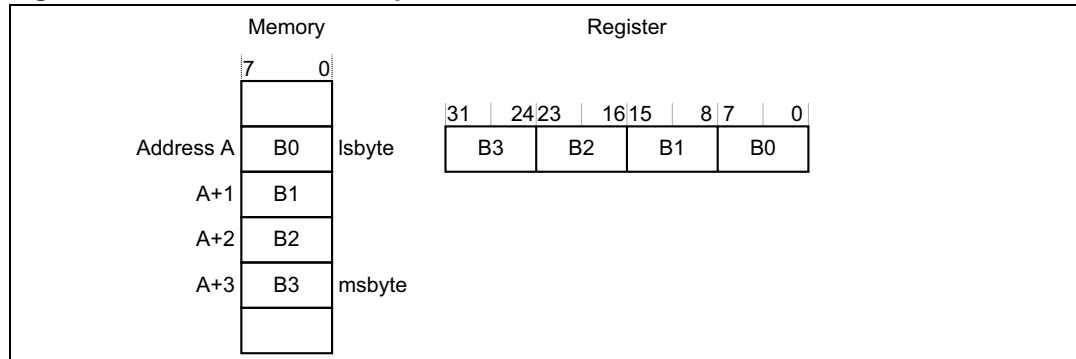 Memory Register
7 0
31 24 23 16 15 8 7 0
Address A B0 lsbyte B3 B2 B1 B0
A+1 B1
A+2 B2
A+3 B3 msbyte